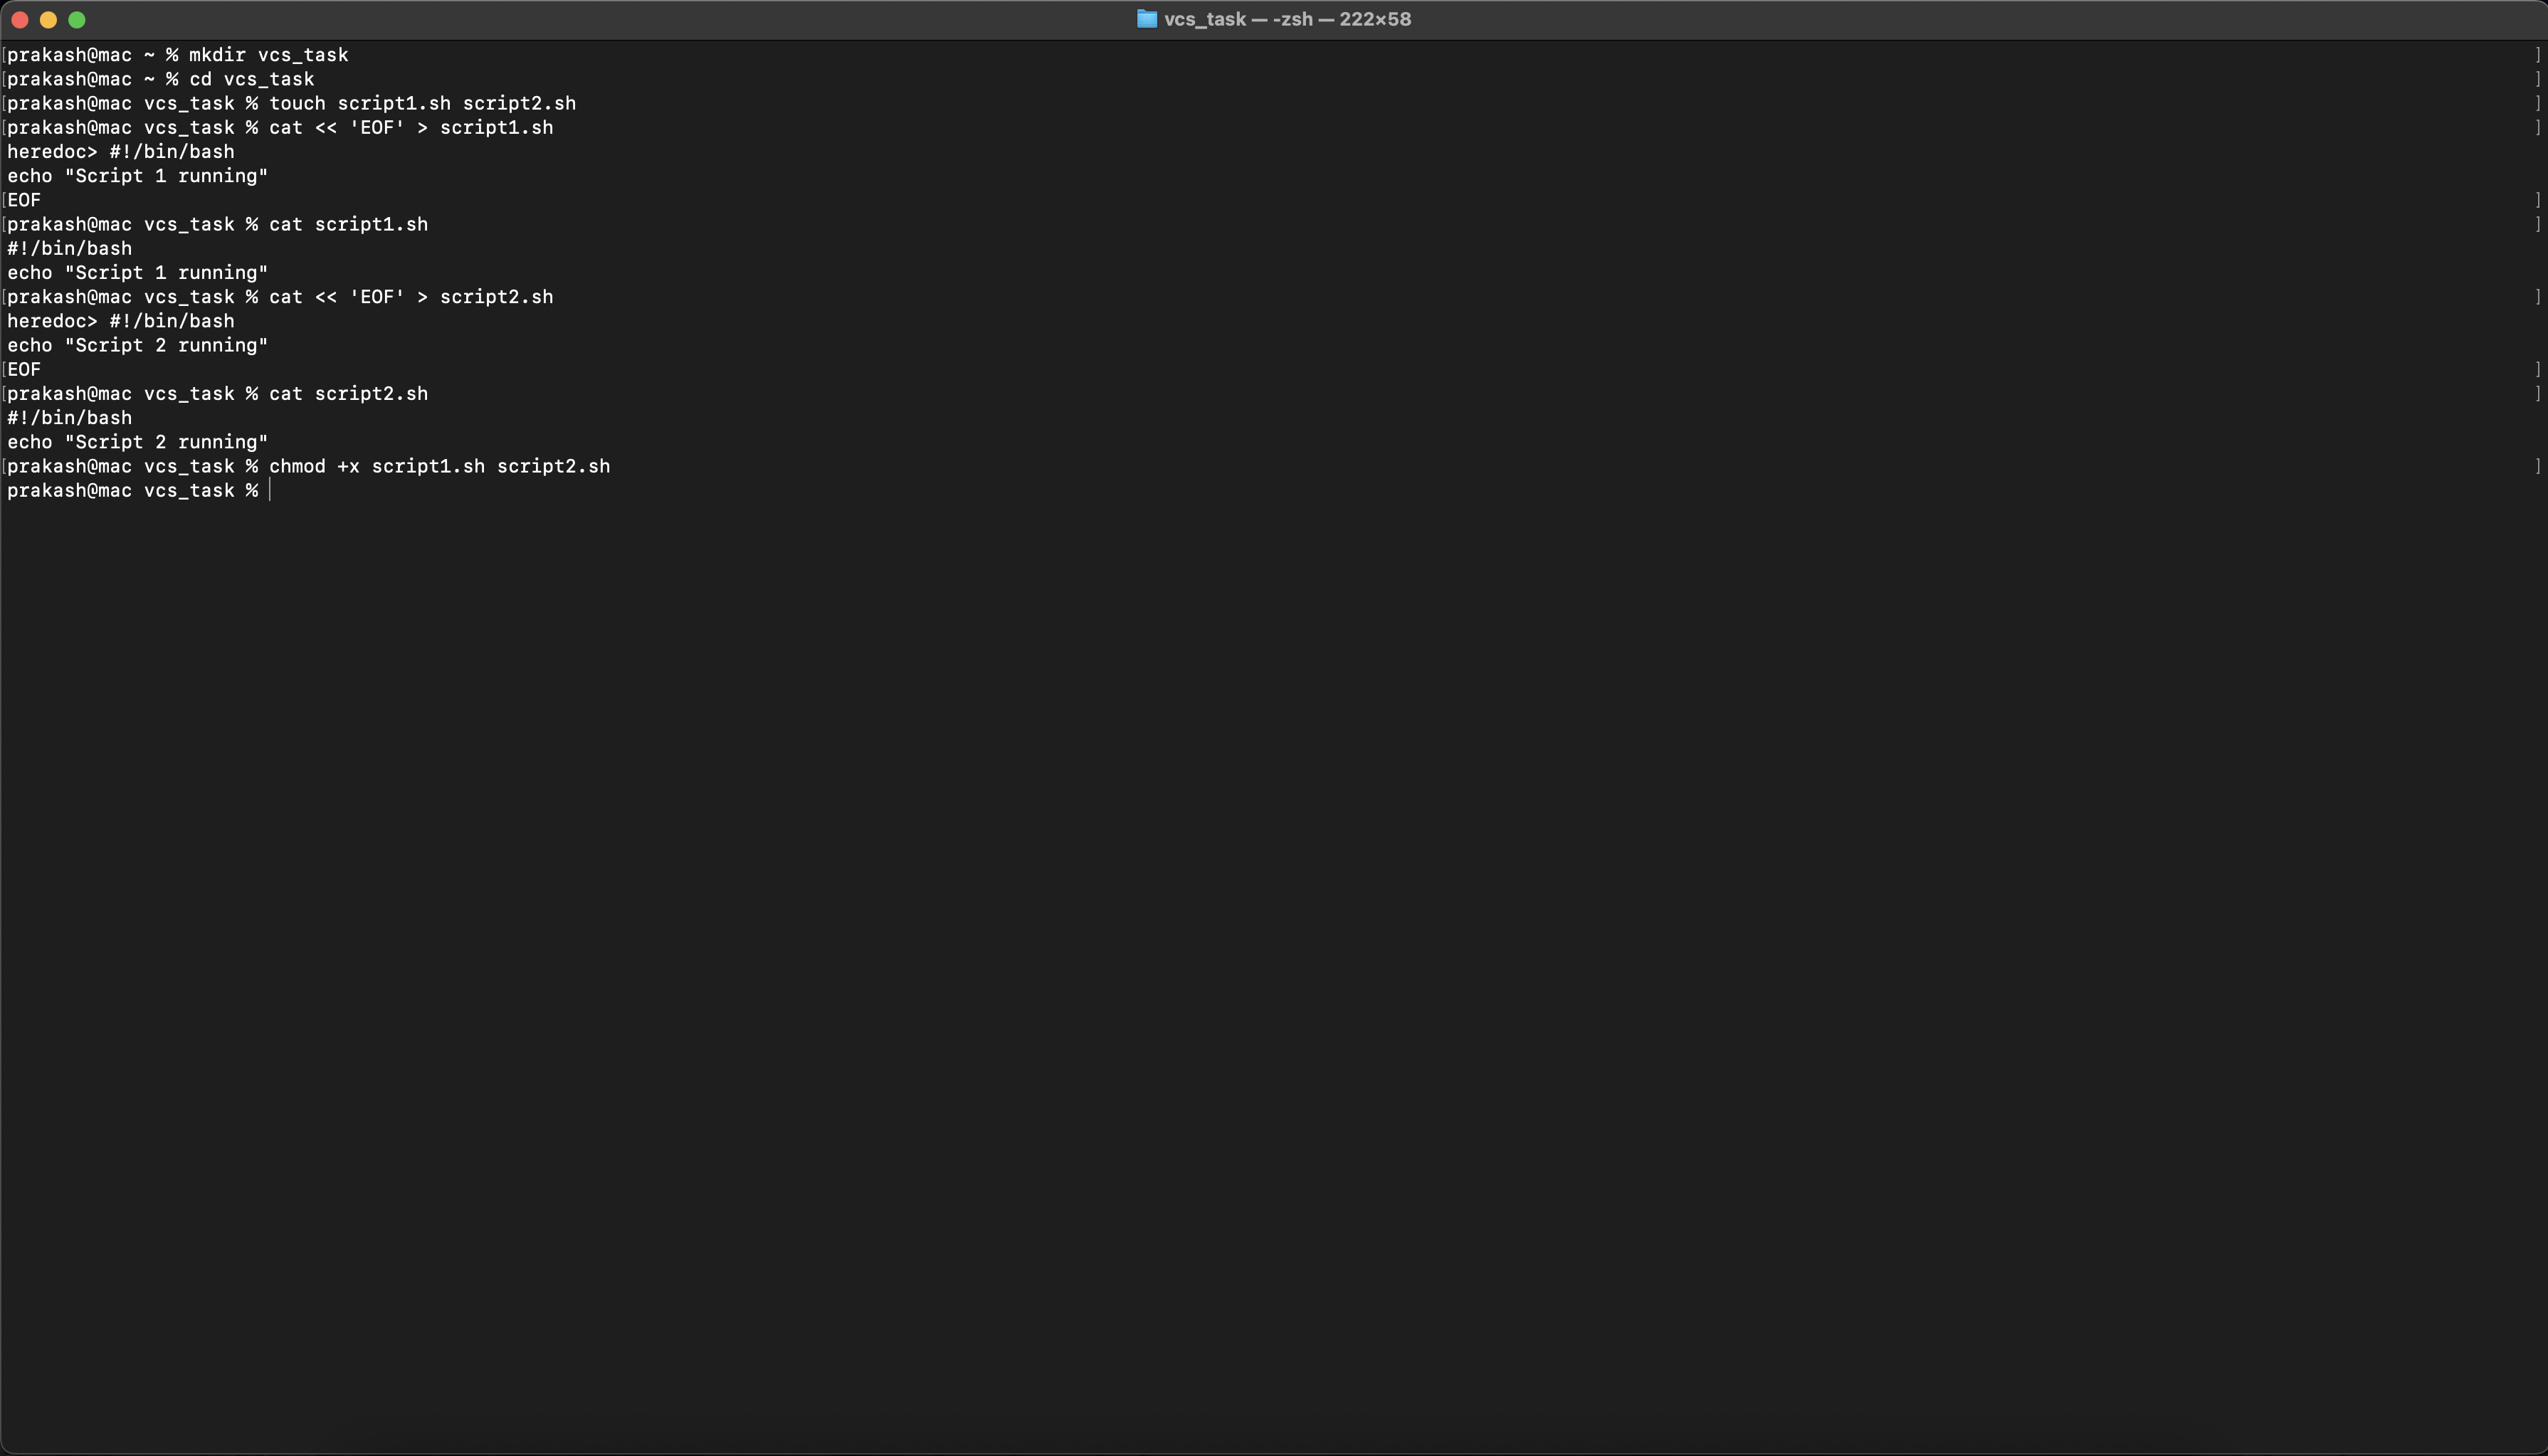 vcs_task — -zsh — 222×58
[prakash@mac ~ % mkdir vcs_task ]
[prakash@mac ~ % cd vcs_task ]
[prakash@mac vcs_task % touch script1.sh script2.sh ]
[prakash@mac vcs_task % cat << 'EOF' > script1.sh ]
heredoc> #!/bin/bash
echo "Script 1 running"
[EOF ]
[prakash@mac vcs_task % cat script1.sh ]
#!/bin/bash
echo "Script 1 running"
[prakash@mac vcs_task % cat << 'EOF' > script2.sh ]
heredoc> #!/bin/bash
echo "Script 2 running"
[EOF ]
[prakash@mac vcs_task % cat script2.sh ]
#!/bin/bash
echo "Script 2 running"
[prakash@mac vcs_task % chmod +x script1.sh script2.sh ]
prakash@mac vcs_task %